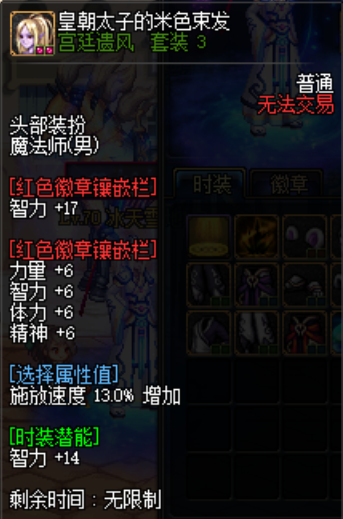 皇朝太子的米色束发
宫廷遗风 套装 3
普通
无法交易
头部装扮
魔法师(男)
时装
徽章
[红色徽章镶嵌栏]
智力 +17
[红色徽章镶嵌栏]
力量 +6
智力 +6
体力 +6
精神 +6
[选择属性值]
施放速度 13.0% 增加
[时装潜能]
智力 +14
剩余时间：无限制